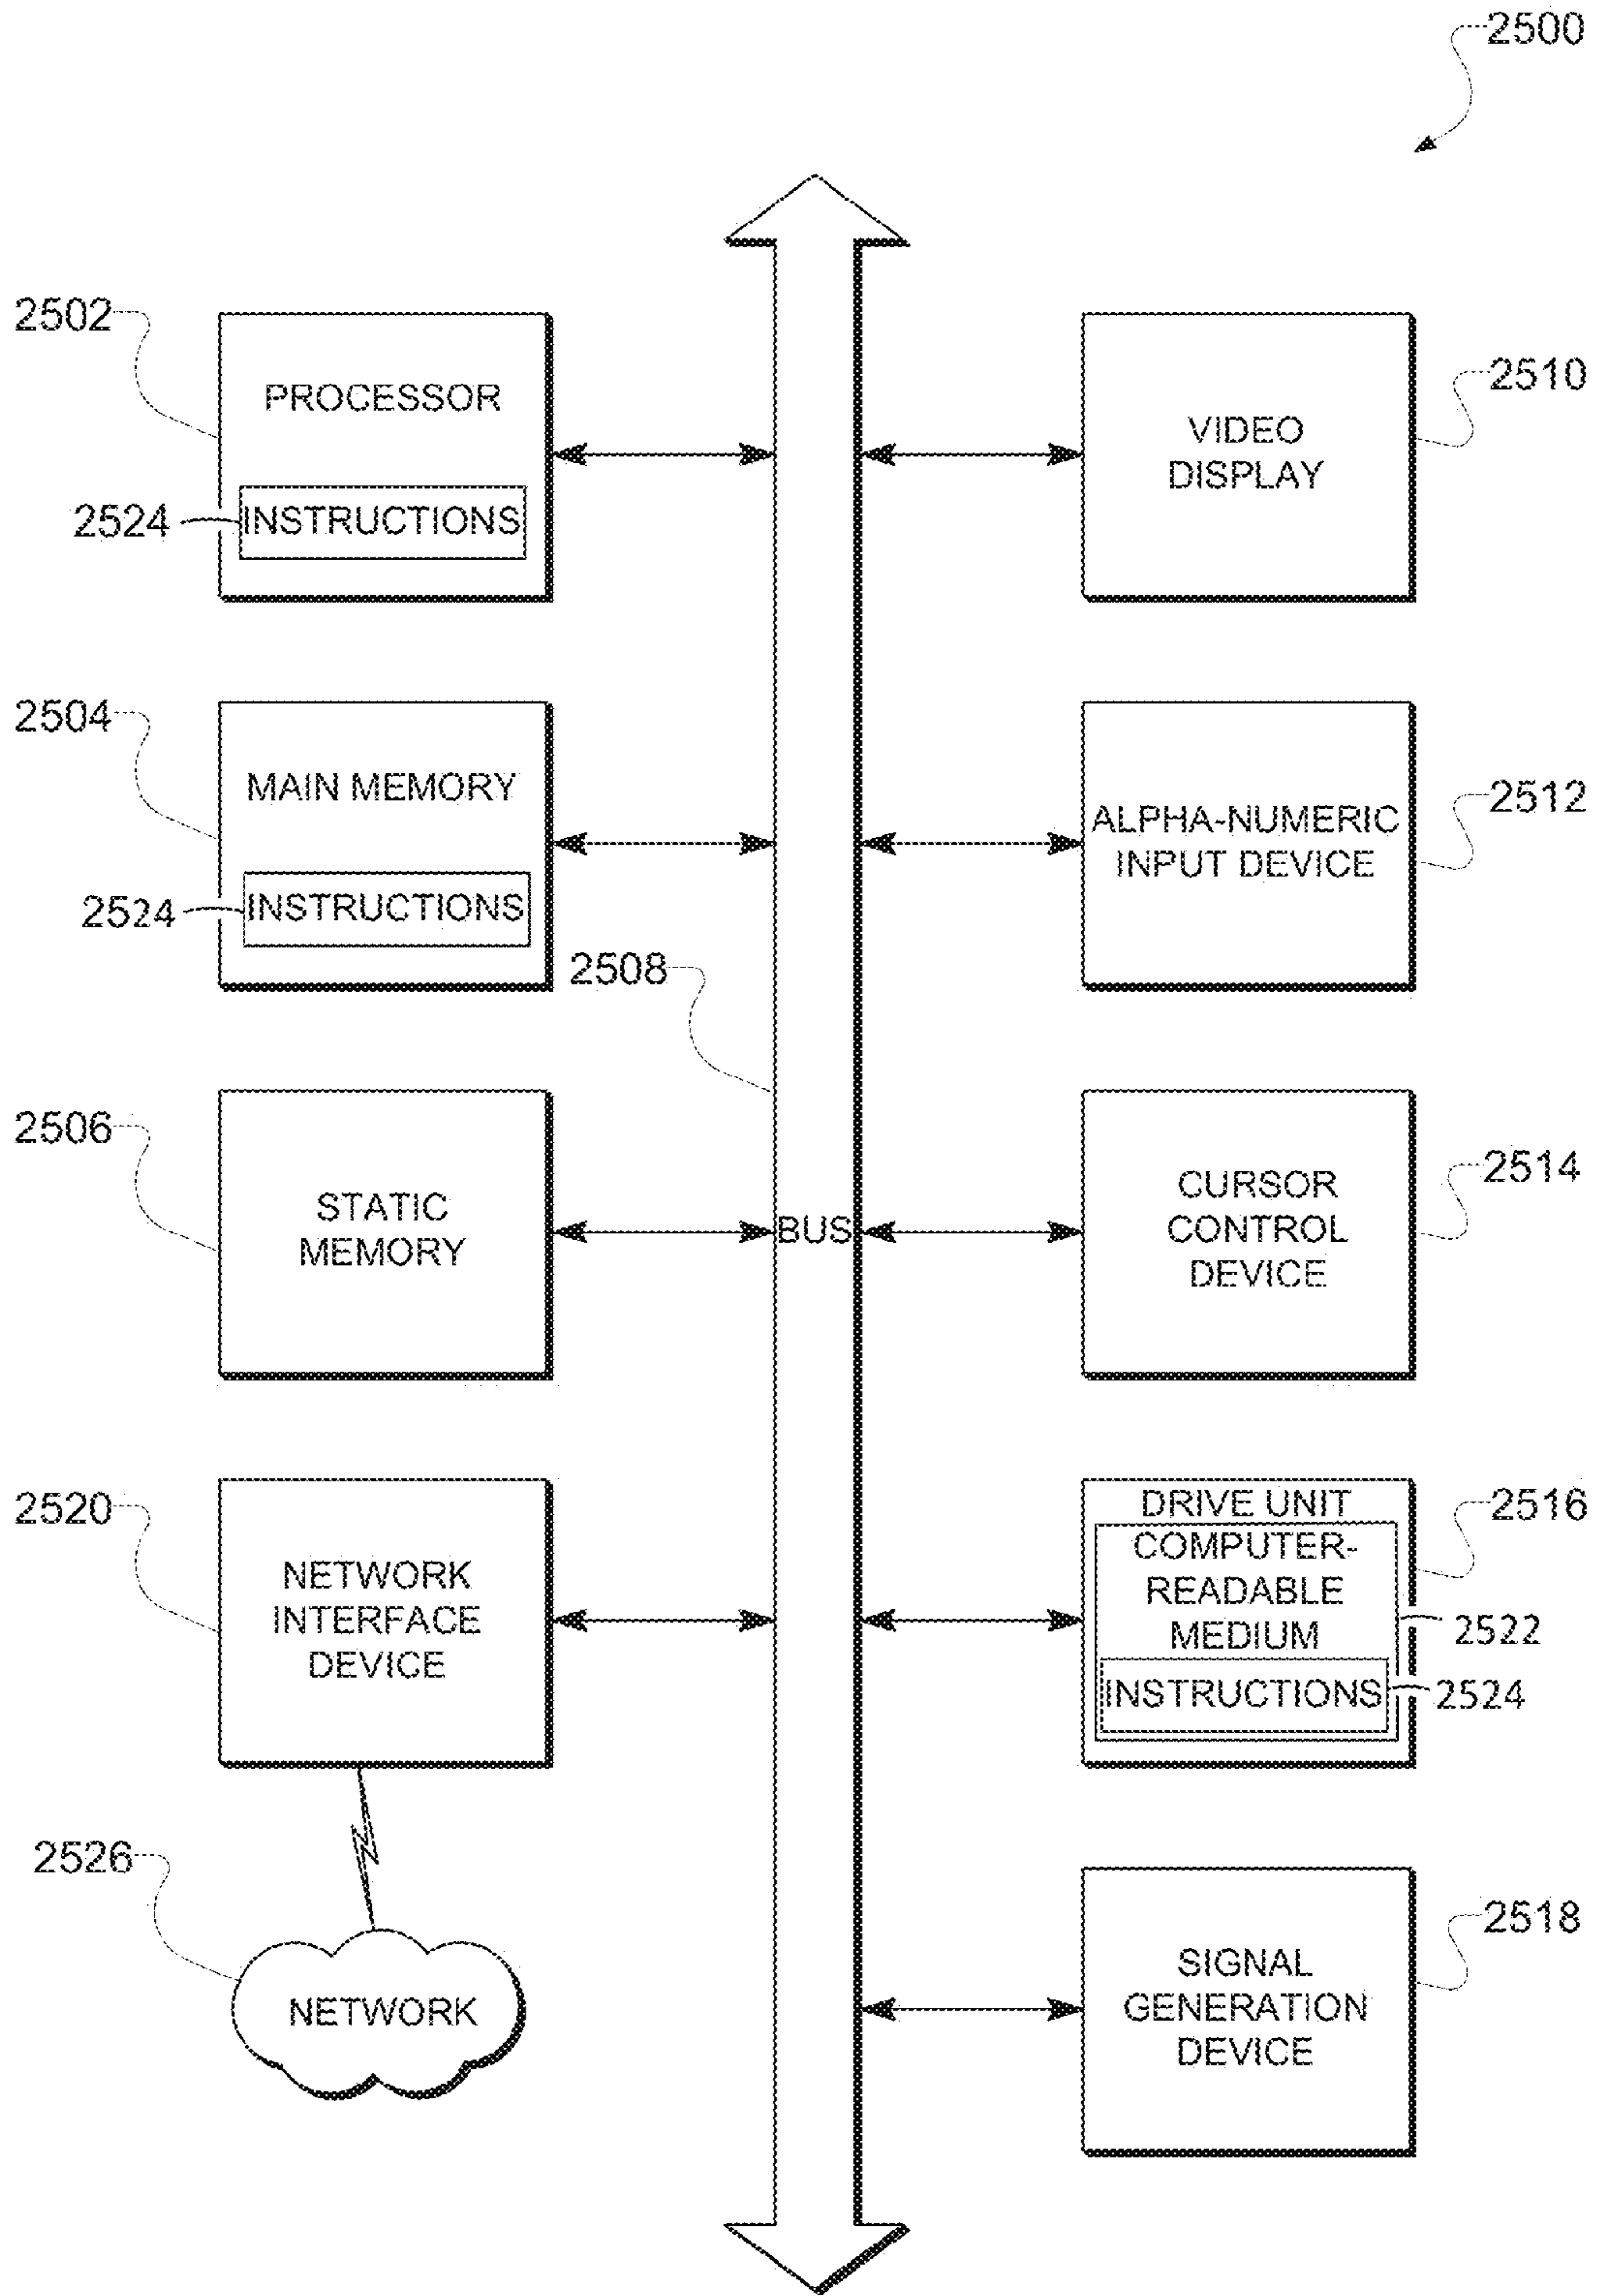 2500
2502
PROCESSOR
2524
INSTRUCTIONS
2510
VIDEO
DISPLAY
2504
MAIN MEMORY
2524
INSTRUCTIONS
2512
ALPHA-NUMERIC
INPUT DEVICE
2508
BUS
2506
STATIC
MEMORY
2514
CURSOR
CONTROL
DEVICE
2520
NETWORK
INTERFACE
DEVICE
2516
DRIVE UNIT
COMPUTER-
READABLE
MEDIUM
2522
INSTRUCTIONS
2524
2526
NETWORK
2518
SIGNAL
GENERATION
DEVICE